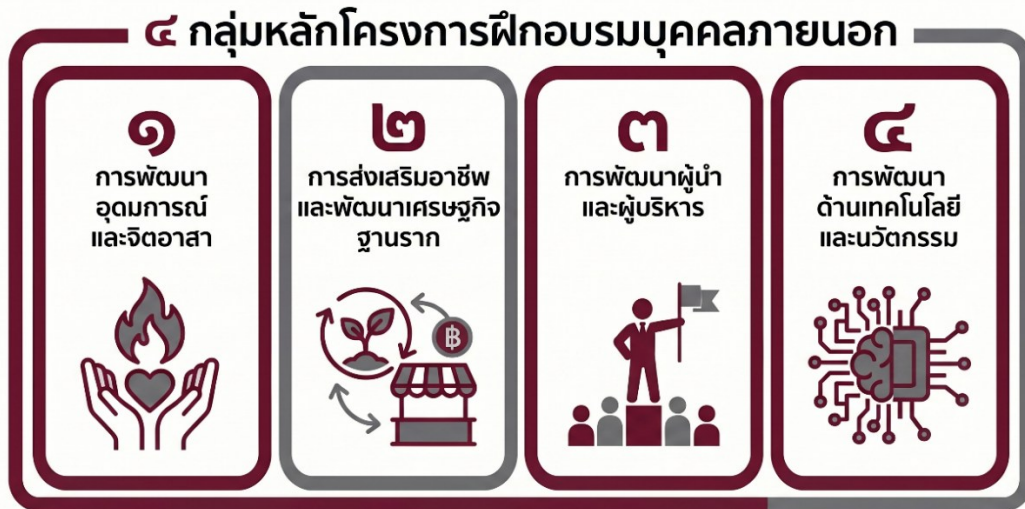 ๔ กลุ่มหลักโครงการฝึกอบรมบุคคลภายนอก
๑
การพัฒนา
อุดมการณ์
และจิตอาสา
๒
การส่งเสริมอาชีพ
และพัฒนาเศรษฐกิจ
ฐานราก
฿
๓
การพัฒนาผู้นำ
และผู้บริหาร
๔
การพัฒนา
ด้านเทคโนโลยี
และนวัตกรรม